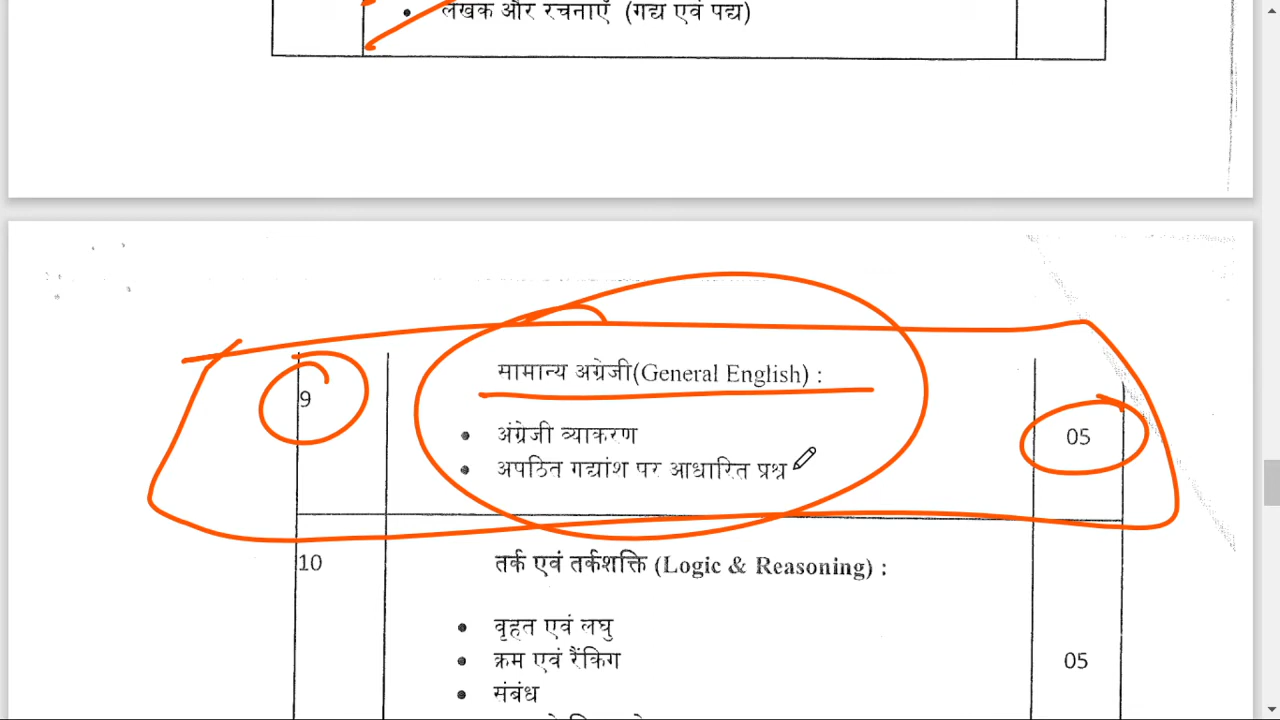 • लेखक और रचनाएँ (गद्य एवं पद्य)
9
सामान्य अग्रेजी(General English) :
• अंग्रेजी व्याकरण
• अपठित गद्यांश पर आधारित प्रश्न
05
10
तर्क एवं तर्कशक्ति (Logic & Reasoning) :
• वृहत एवं लघु
• क्रम एवं रैंकिग
• संबंध
05